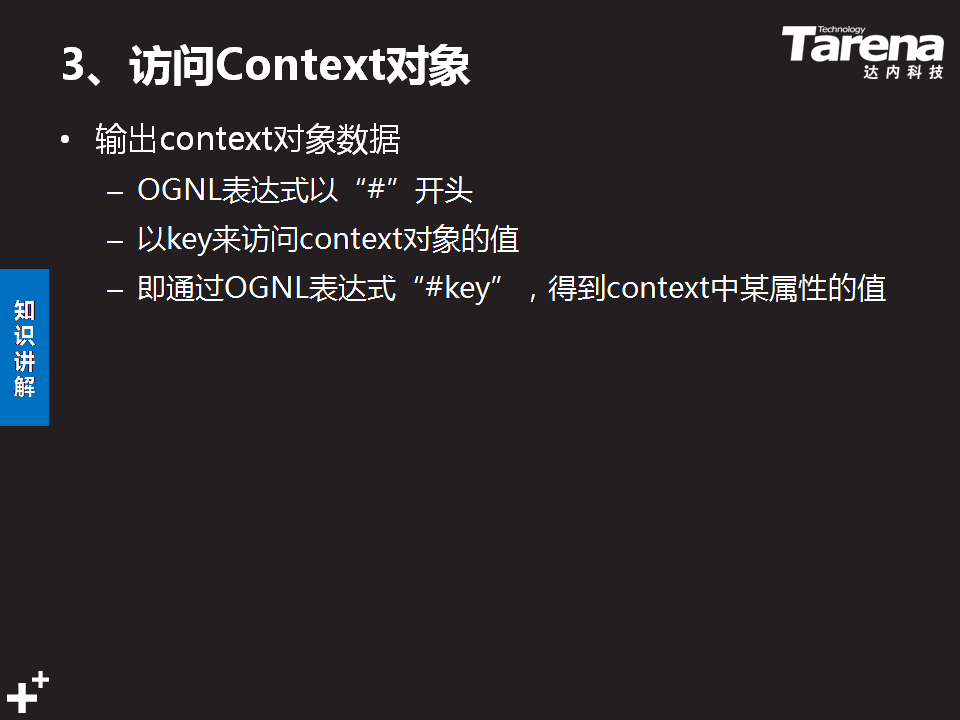 3、访问Context对象
Technology
Tarena
达内科技
• 输出context对象数据
– OGNL表达式以“#”开头
– 以key来访问context对象的值
– 即通过OGNL表达式“#key”，得到context中某属性的值
知
识
讲
解